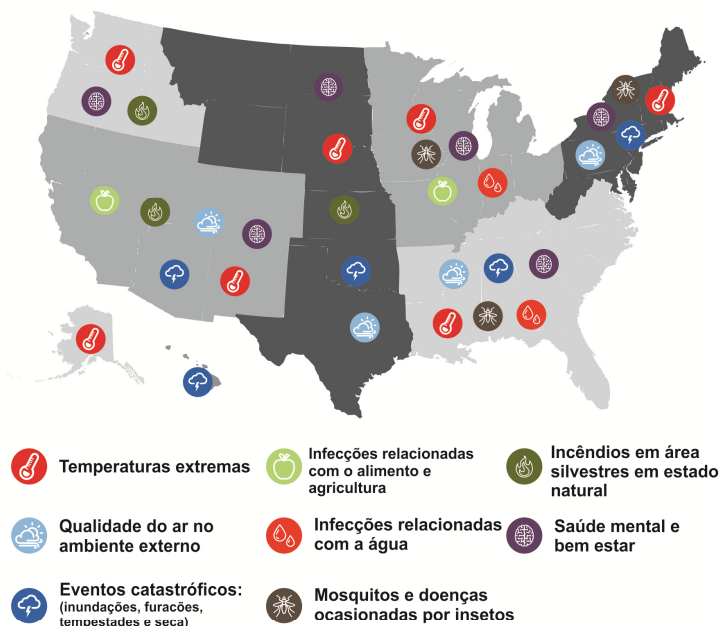 Temperaturas extremas
Infecções relacionadas
com o alimento e
agricultura
Incêndios em área
silvestres em estado
natural
Qualidade do ar no
ambiente externo
Infecções relacionadas
com a água
Saúde mental e
bem estar
Eventos catastróficos:
(inundações, furacões,
tempestades e seca)
Mosquitos e doenças
ocasionadas por insetos